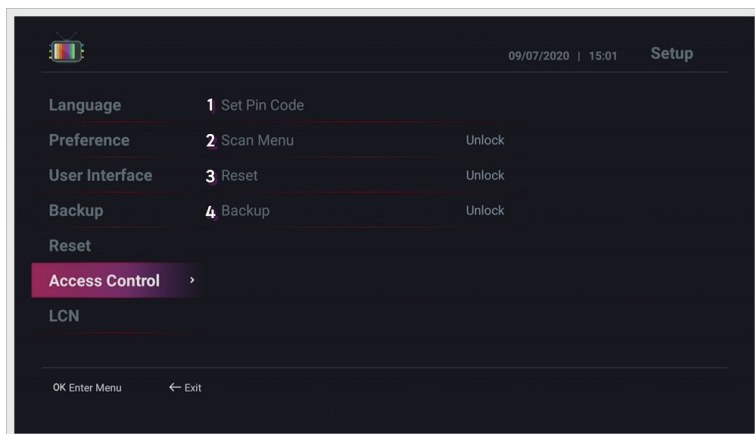 09/07/2020 | 15:01 Setup
Language 1 Set Pin Code
Preference 2 Scan Menu Unlock
User Interface 3 Reset Unlock
Backup 4 Backup Unlock
Reset
Access Control ›
LCN
OK Enter Menu ← Exit